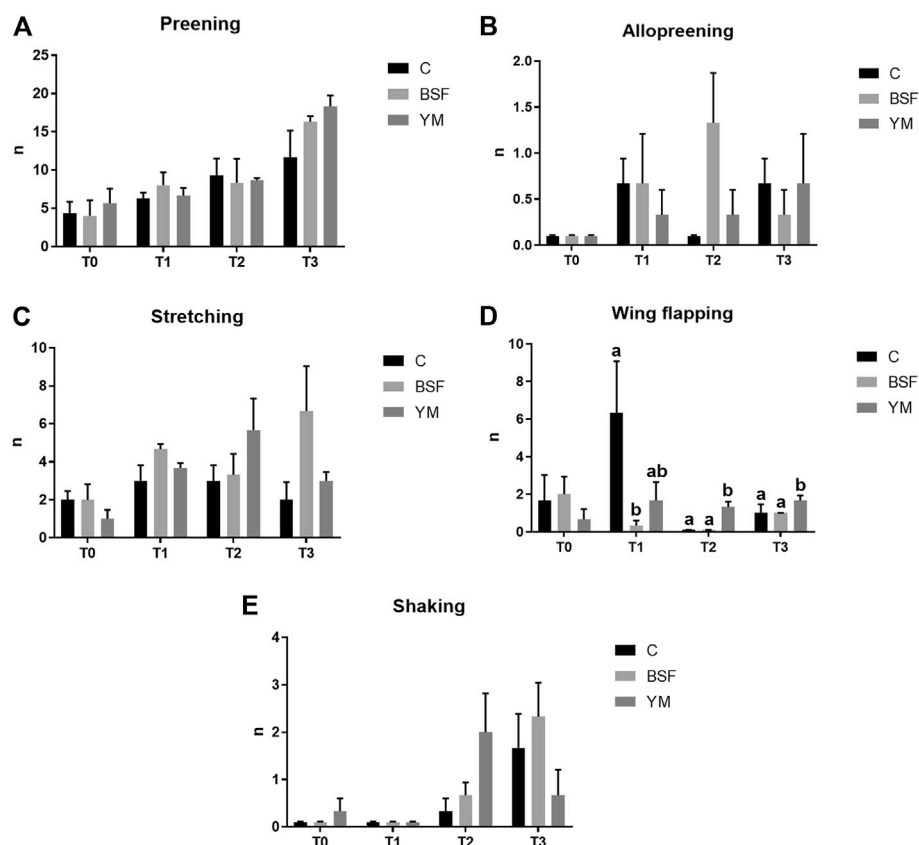 A
Preening
25
20
15
10
5
0
n
T0 T1 T2 T3
C
BSF
YM
B
Allopreening
2.0
1.5
1.0
0.5
0.0
n
T0 T1 T2 T3
C
BSF
YM
C
Stretching
10
8
6
4
2
0
n
T0 T1 T2 T3
C
BSF
YM
D
Wing flapping
10
8
6
4
2
0
n
a
b
ab
a a b
a a b
T0 T1 T2 T3
C
BSF
YM
E
Shaking
4
3
2
1
0
n
T0 T1 T2 T3
C
BSF
YM